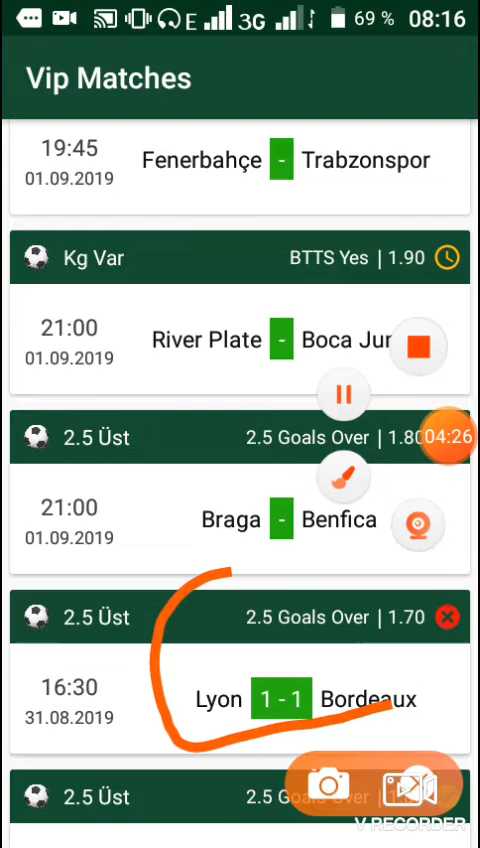 E 3G 69 % 08:16
Vip Matches
19:45
Fenerbahçe - Trabzonspor
01.09.2019
Kg Var BTTS Yes | 1.90
21:00
River Plate - Boca
01.09.2019
2.5 Üst 2.5 Goals Over | 1.80
04:26
21:00
Braga - Benfica
01.09.2019
2.5 Üst 2.5 Goals Over | 1.70
16:30
Lyon 1 - 1 Bordeaux
31.08.2019
2.5 Üst 2.5 Goals Over |
V RECORDER